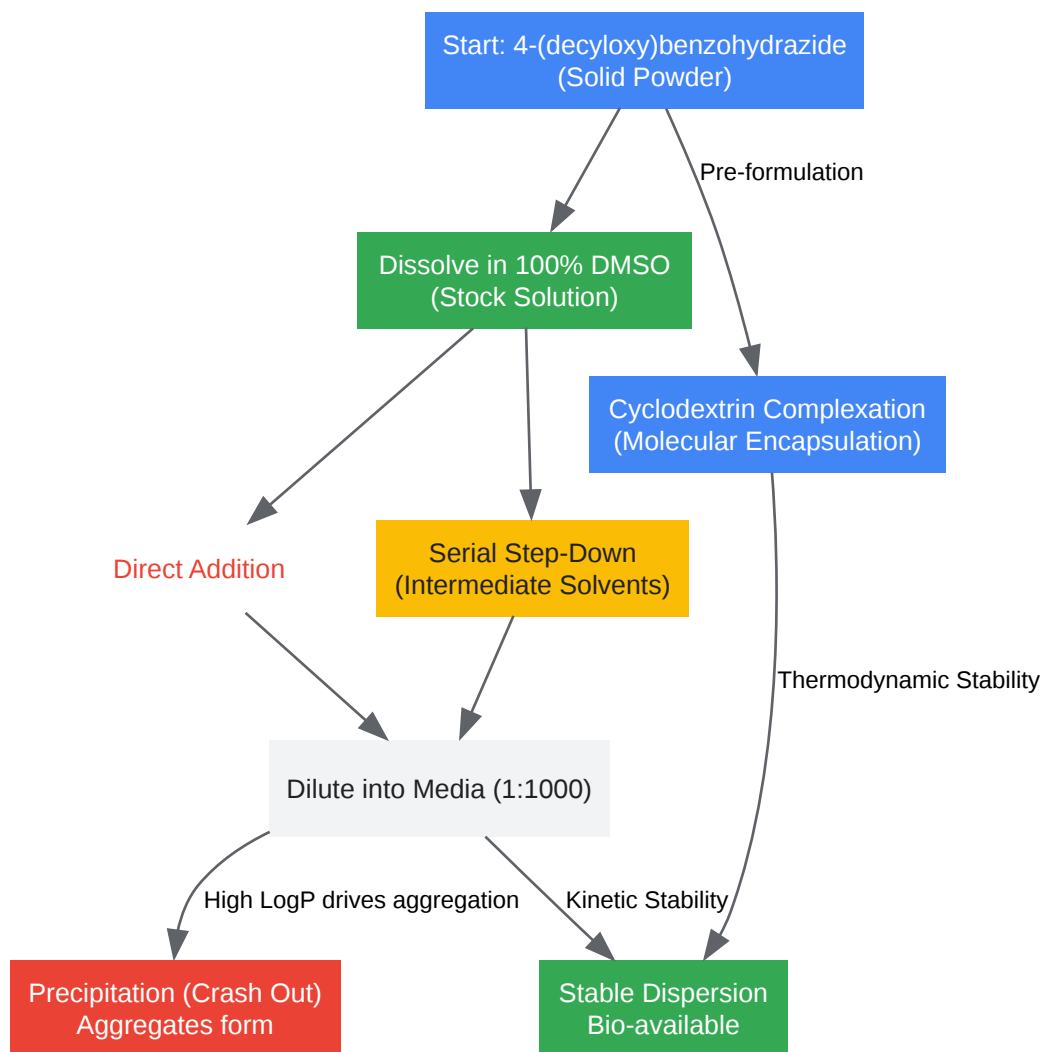 Start: 4-(decyloxy)benzohydrazide
(Solid Powder)
Pre-formulation
Dissolve in 100% DMSO
(Stock Solution)
Cyclodextrin Complexation
(Molecular Encapsulation)
Direct Addition
Serial Step-Down
(Intermediate Solvents)
Thermodynamic Stability
Dilute into Media (1:1000)
High LogP drives aggregation
Kinetic Stability
Precipitation (Crash Out)
Aggregates form
Stable Dispersion
Bio-available